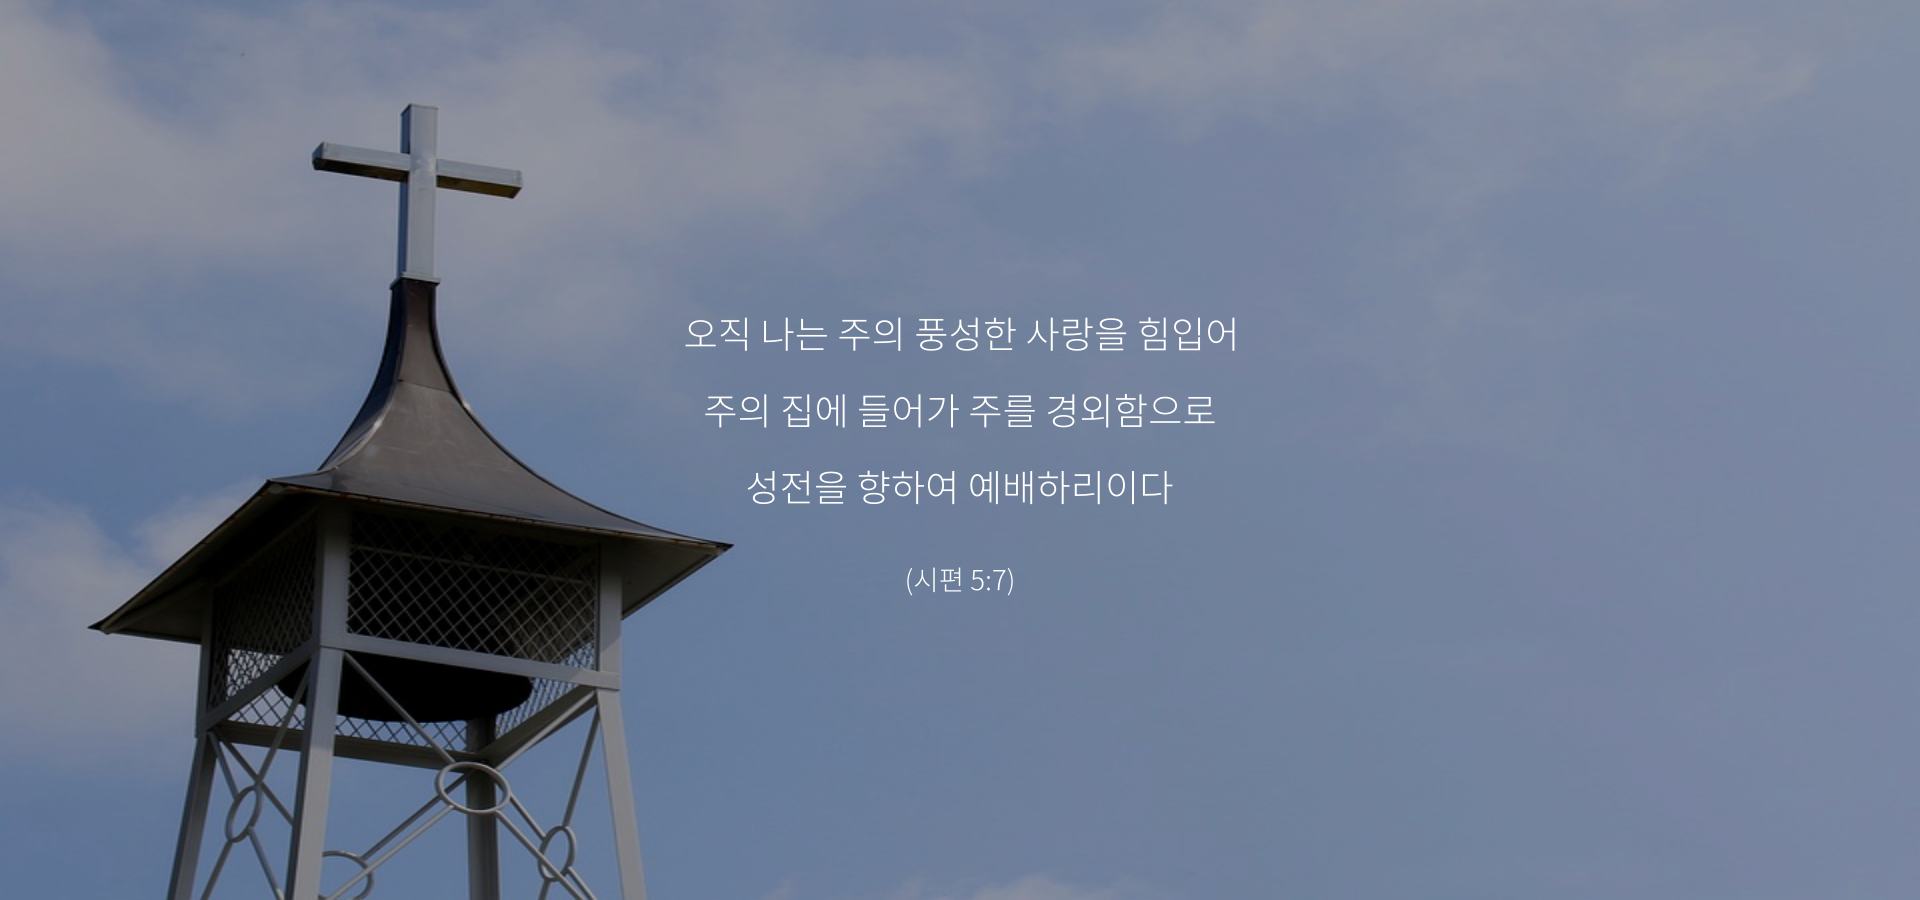 오직 나는 주의 풍성한 사랑을 힘입어
주의 집에 들어가 주를 경외함으로
성전을 향하여 예배하리이다
(시편 5:7)